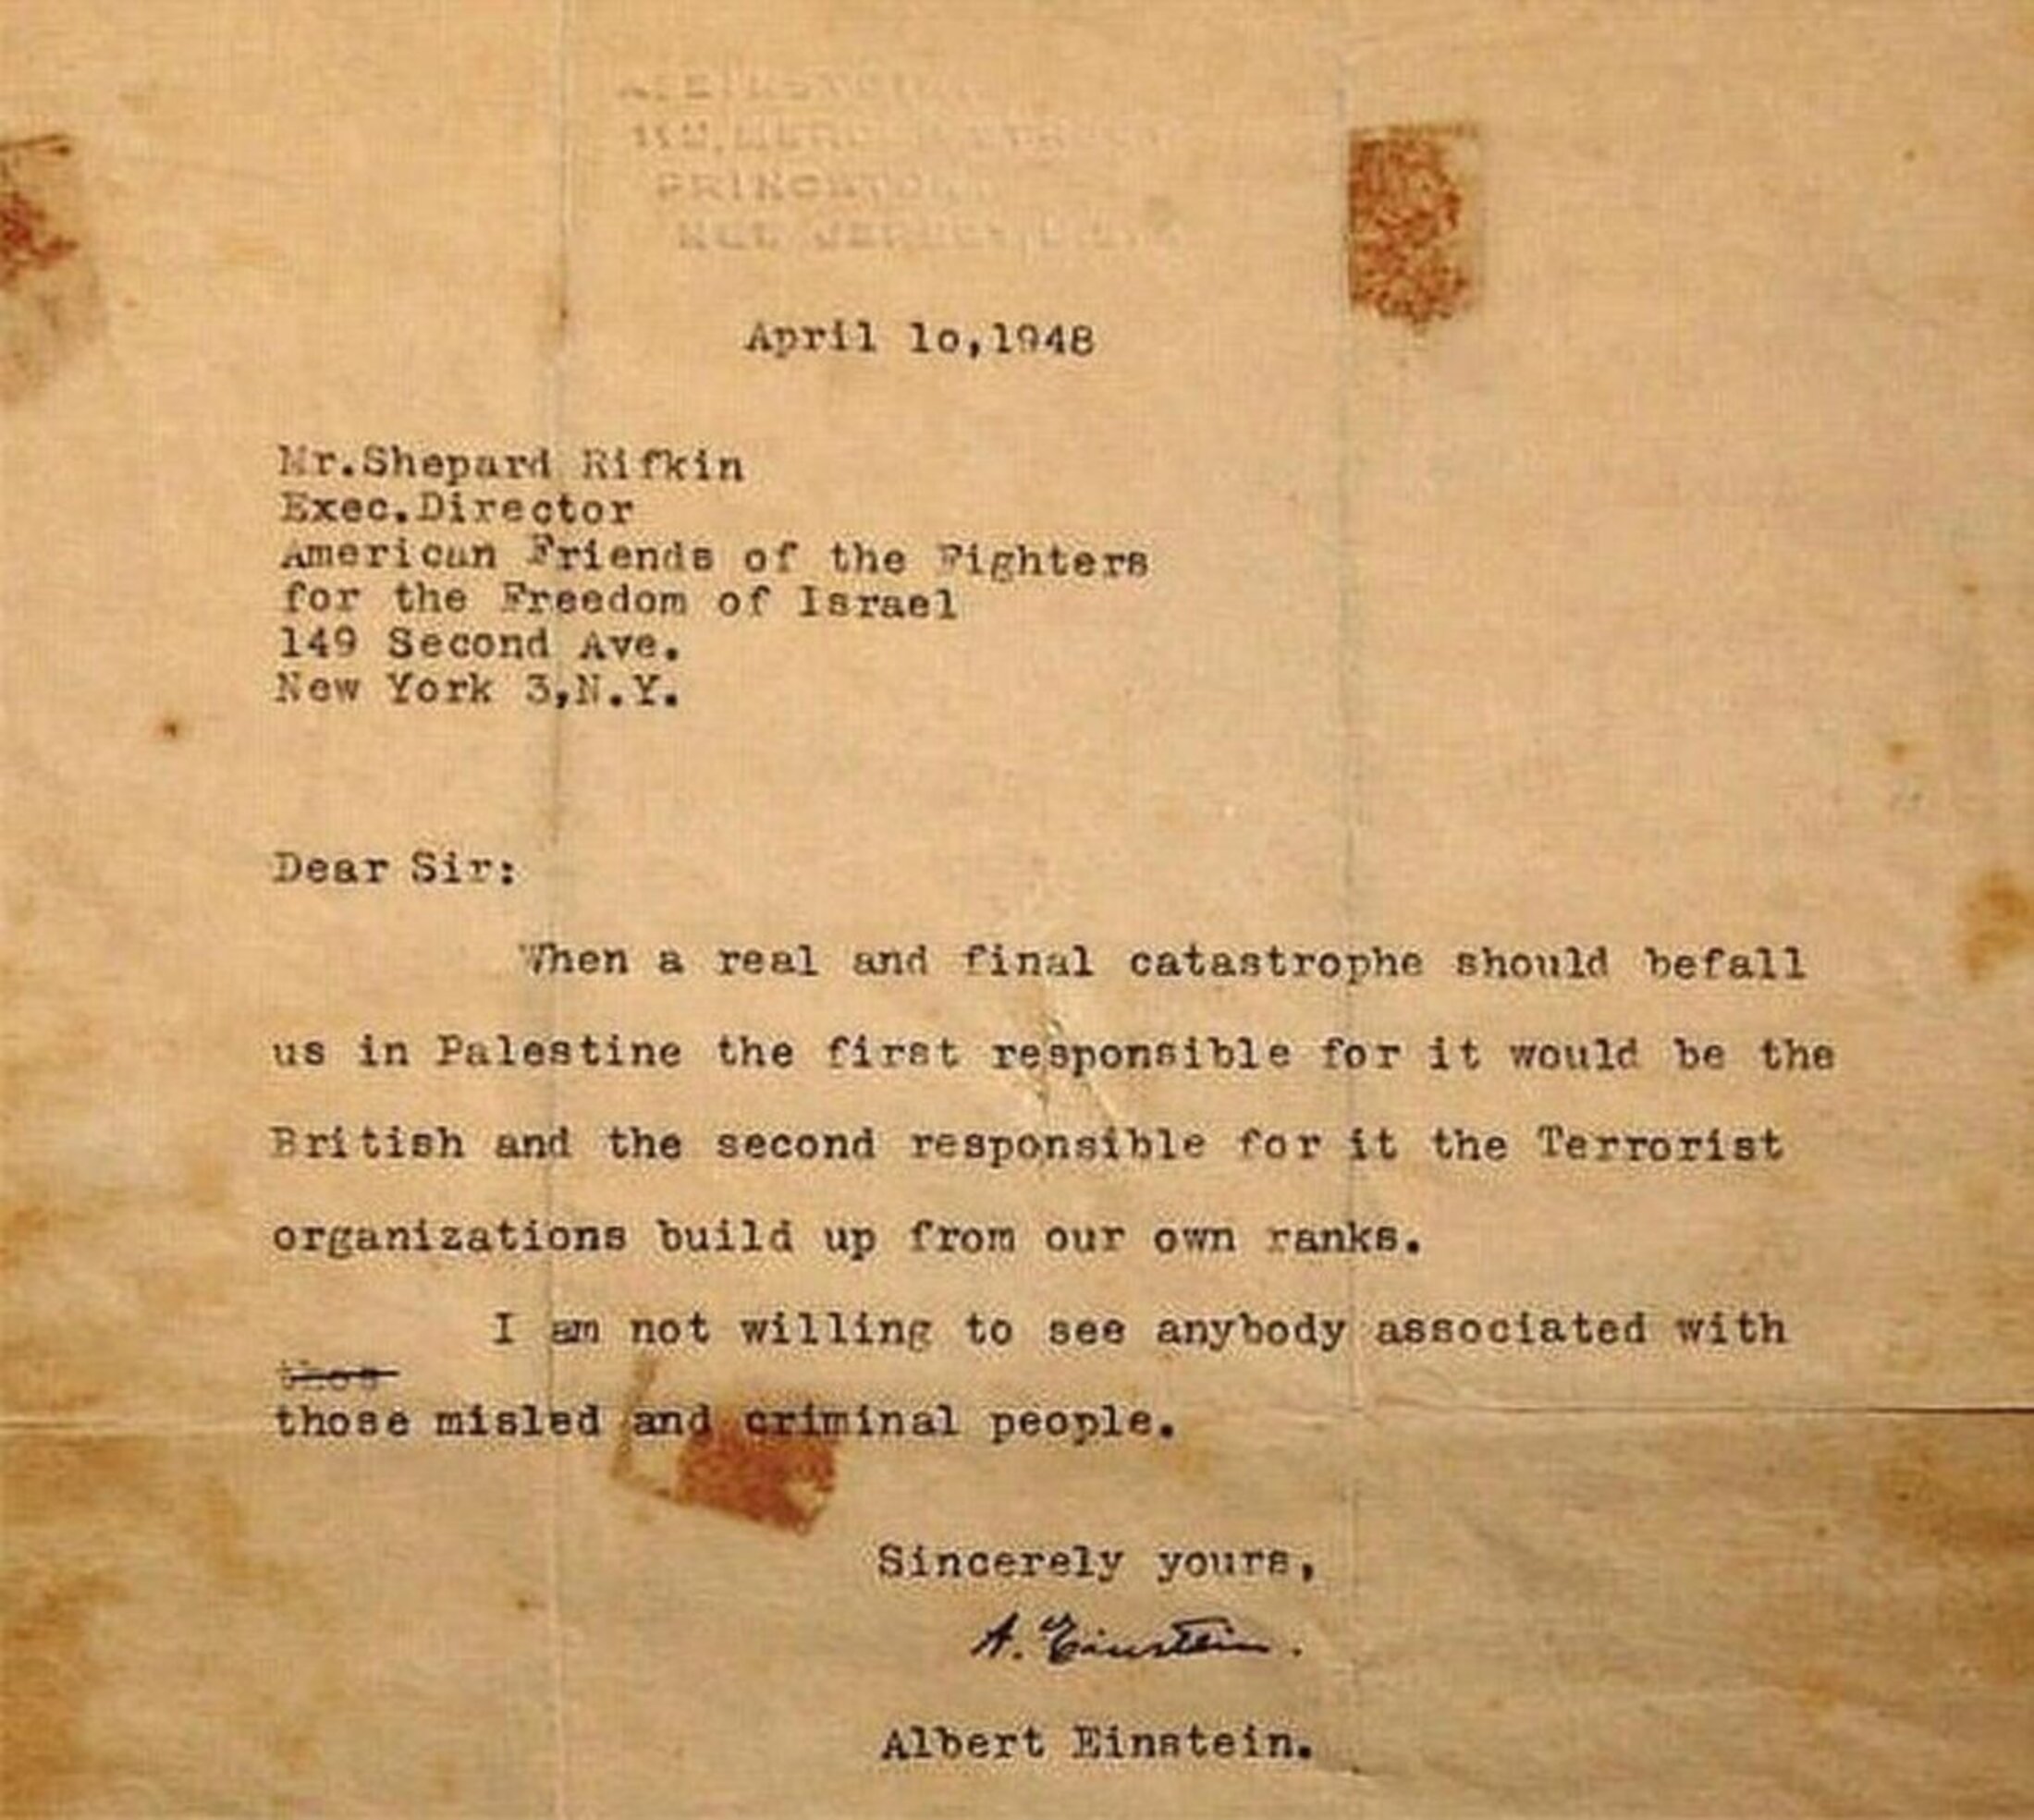 PRINCETON
NEW JERSEY, U.S.A.
April 1o,1948
Mr.Shepard Rifkin
Exec.Director
American Friends of the Fighters
for the Freedom of Israel
149 Second Ave.
New York 3,N.Y.
Dear Sir:
When a real and final catastrophe should befall
us in Palestine the first responsible for it would be the
British and the second responsible for it the Terrorist
organizations build up from our own ranks.
I am not willing to see anybody associated with
those misled and criminal people.
Sincerely yours,
A. Einstein.
Albert Einstein.